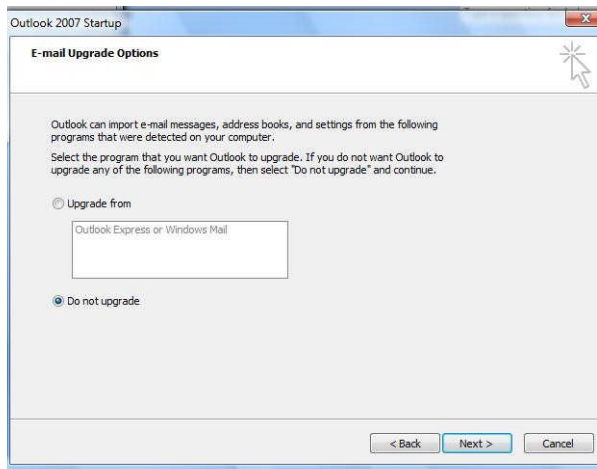 Outlook 2007 Startup
E-mail Upgrade Options
Outlook can import e-mail messages, address books, and settings from the following
programs that were detected on your computer.
Select the program that you want Outlook to upgrade. If you do not want Outlook to
upgrade any of the following programs, then select "Do not upgrade" and continue.
Upgrade from
Outlook Express or Windows Mail
Do not upgrade
< Back
Next >
Cancel